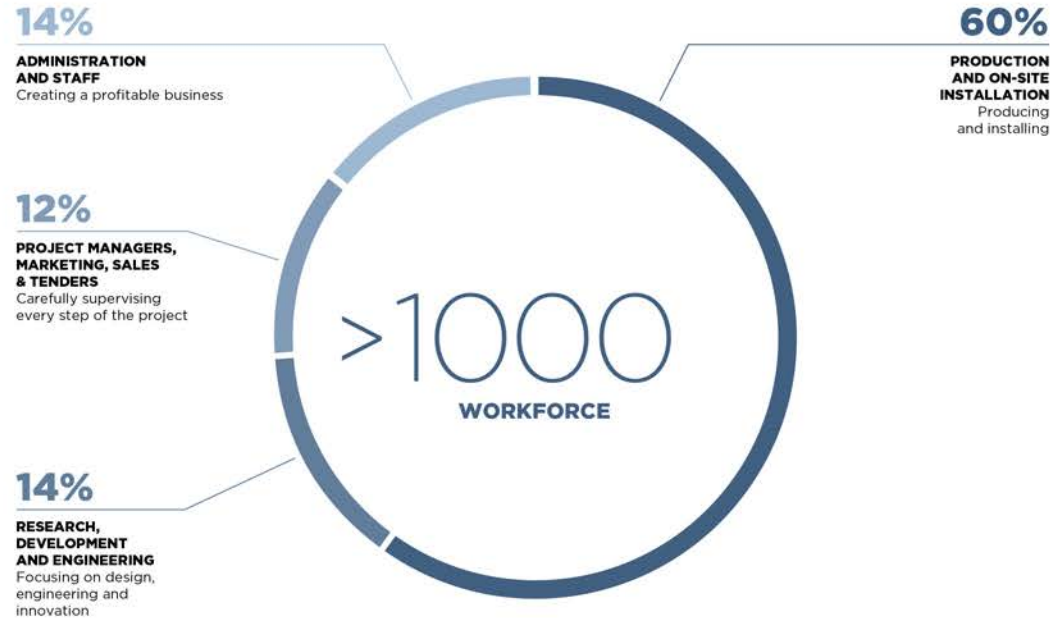 14%
ADMINISTRATION
AND STAFF
Creating a profitable business
60%
PRODUCTION
AND ON-SITE
INSTALLATION
Producing
and installing
12%
PROJECT MANAGERS,
MARKETING, SALES
& TENDERS
Carefully supervising
every step of the project
>1000
WORKFORCE
14%
RESEARCH,
DEVELOPMENT
AND ENGINEERING
Focusing on design,
engineering and
innovation